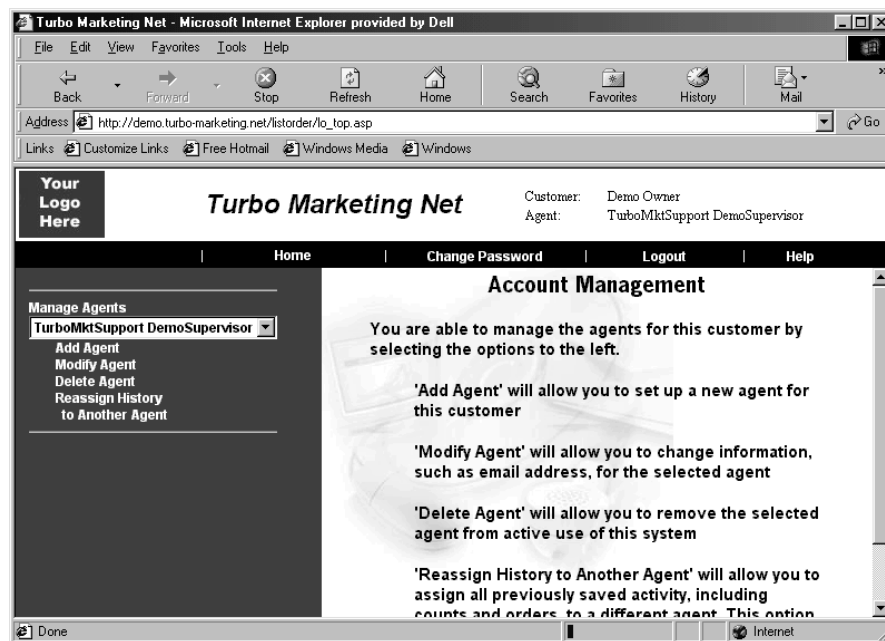 Turbo Marketing Net - Microsoft Internet Explorer provided by Dell
File Edit View Favorites Tools Help
Back Forward Stop Refresh Home Search Favorites History Mail »
Address http://demo.turbo-marketing.net/listorder/lo_top.asp Go
Links Customize Links Free Hotmail Windows Media Windows
Your
Logo
Here
Turbo Marketing Net
Customer: Demo Owner
Agent: TurboMktSupport DemoSupervisor
| Home | Change Password | Logout | Help
Manage Agents
TurboMktSupport DemoSupervisor
Add Agent
Modify Agent
Delete Agent
Reassign History
to Another Agent
Account Management
You are able to manage the agents for this customer by
selecting the options to the left.
'Add Agent' will allow you to set up a new agent for
this customer
'Modify Agent' will allow you to change information,
such as email address, for the selected agent
'Delete Agent' will allow you to remove the selected
agent from active use of this system
'Reassign History to Another Agent' will allow you to
assign all previously saved activity, including
counts and orders, to a different agent. This option
Done Internet